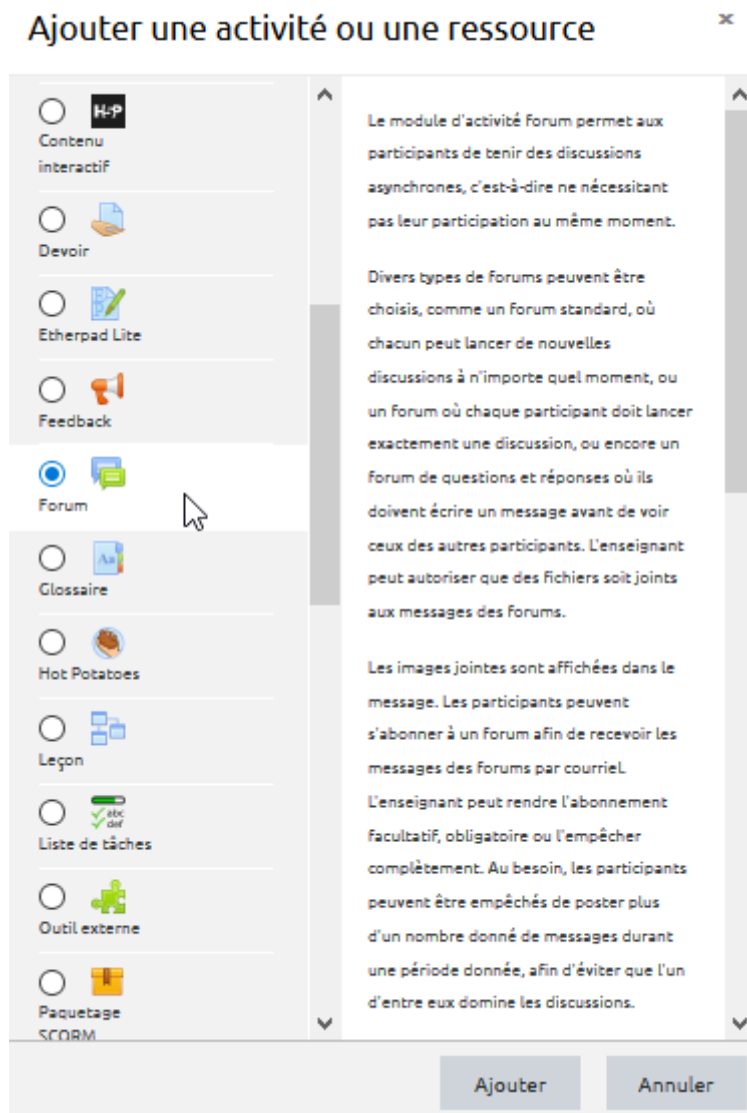 Ajouter une activité ou une ressource
×
H-P
Contenu
interactif
Devoir
Etherpad Lite
Feedback
Forum
Aa
Glossaire
Hot Potatoes
Leçon
abc
def
Liste de tâches
Outil externe
Paquetage
SCORM
Le module d'activité forum permet aux
participants de tenir des discussions
asynchrones, c'est-à-dire ne nécessitant
pas leur participation au même moment.
Divers types de forums peuvent être
choisis, comme un forum standard, où
chacun peut lancer de nouvelles
discussions à n'importe quel moment, ou
un forum où chaque participant doit lancer
exactement une discussion, ou encore un
forum de questions et réponses où ils
doivent écrire un message avant de voir
ceux des autres participants. L'enseignant
peut autoriser que des fichiers soit joints
aux messages des forums.
Les images jointes sont affichées dans le
message. Les participants peuvent
s'abonner à un forum afin de recevoir les
messages des forums par courriel.
L'enseignant peut rendre l'abonnement
facultatif, obligatoire ou l'empêcher
complètement. Au besoin, les participants
peuvent être empêchés de poster plus
d'un nombre donné de messages durant
une période donnée, afin d'éviter que l'un
d'entre eux domine les discussions.
Ajouter
Annuler